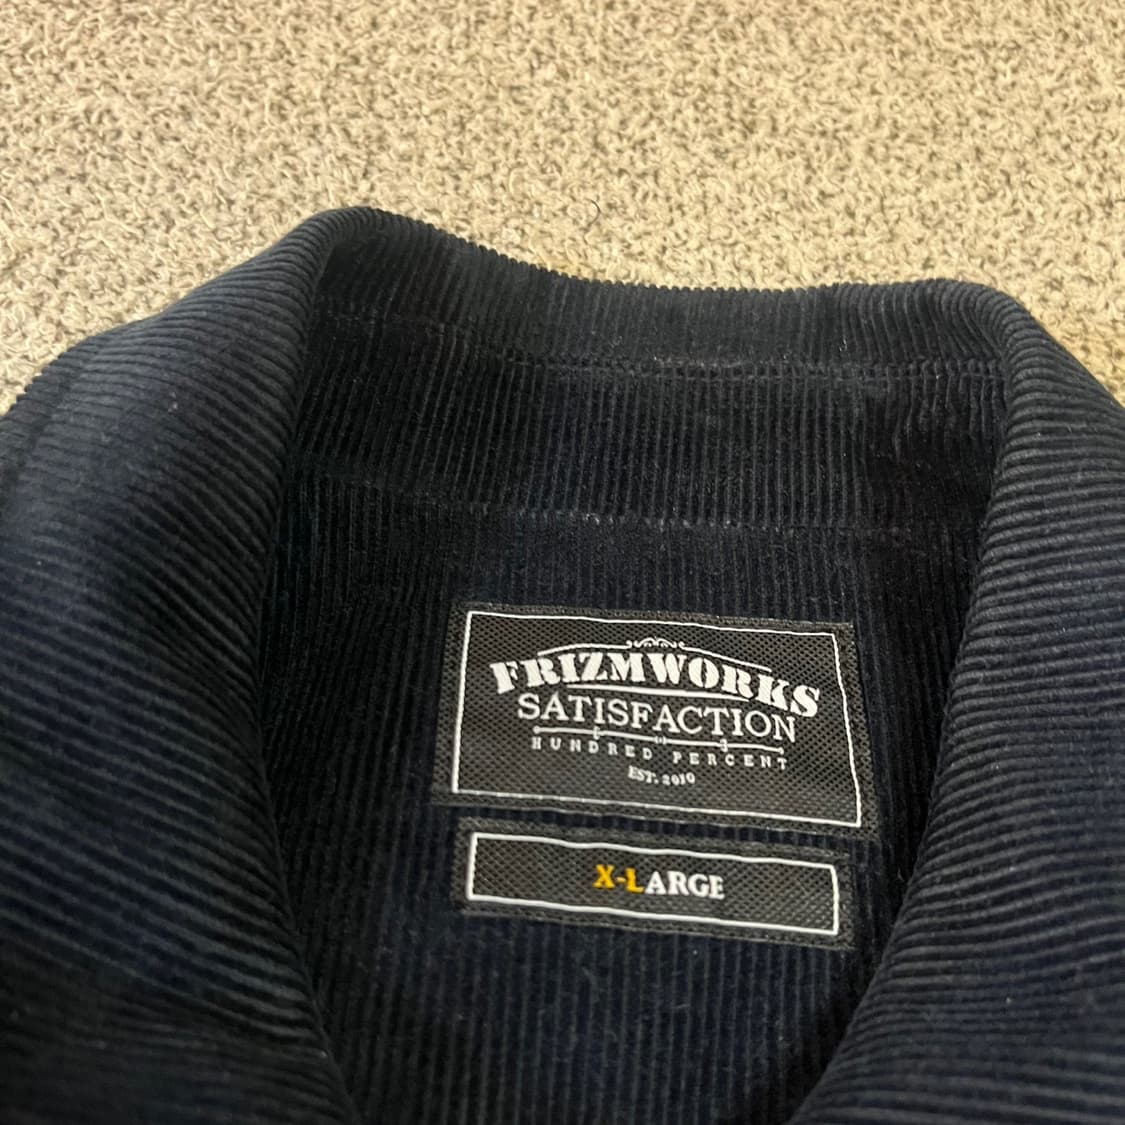 FRIZMWORKS
SATISFACTION
HUNDRED PERCENT
EST. 2010
X-LARGE